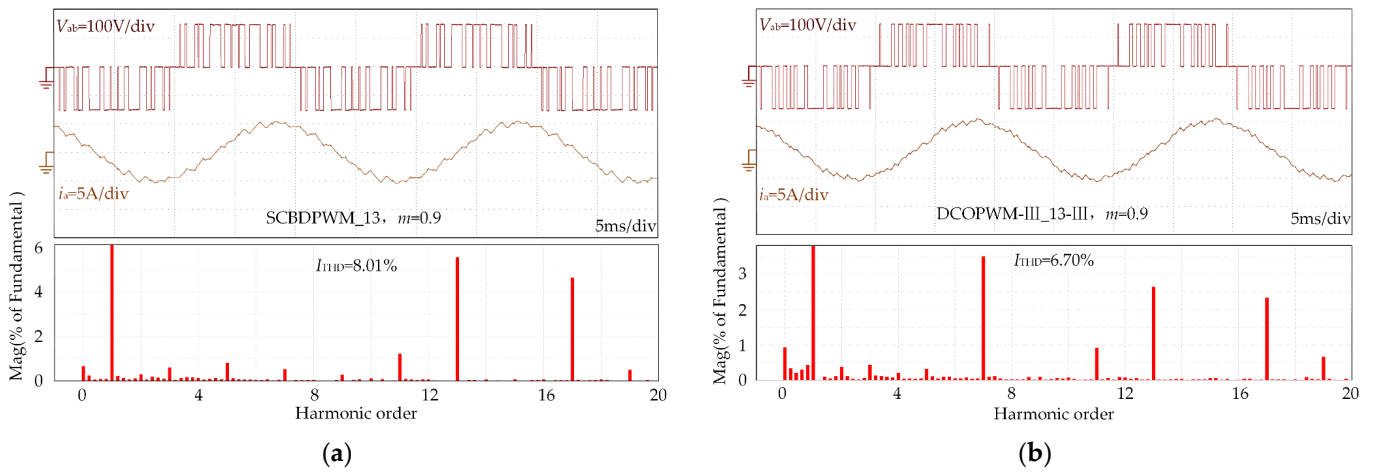 Vab=100V/div
ia=5A/div
SCBDPWM_13，m=0.9
5ms/div
Mag(% of Fundamental )
6
4
2
0
ITHD=8.01%
0 4 8 12 16 20
Harmonic order
(a)
Vab=100V/div
ia=5A/div
DCOPWM-III_13-III，m=0.9
5ms/div
Mag(% of Fundamental )
3
2
1
0
ITHD=6.70%
0 4 8 12 16 20
Harmonic order
(b)